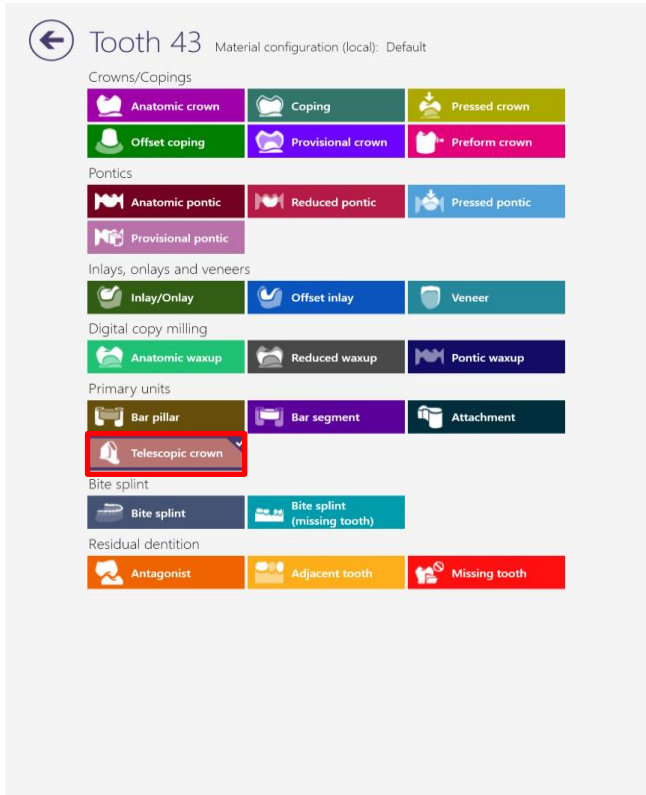 Tooth 43 Material configuration (local): Default
Crowns/Copings
Anatomic crown Coping Pressed crown
Offset coping Provisional crown Preform crown
Pontics
Anatomic pontic Reduced pontic Pressed pontic
Provisional pontic
Inlays, onlays and veneers
Inlay/Onlay Offset inlay Veneer
Digital copy milling
Anatomic waxup Reduced waxup Pontic waxup
Primary units
Bar pillar Bar segment Attachment
Telescopic crown
Bite splint
Bite splint Bite splint
(missing tooth)
Residual dentition
Antagonist Adjacent tooth Missing tooth